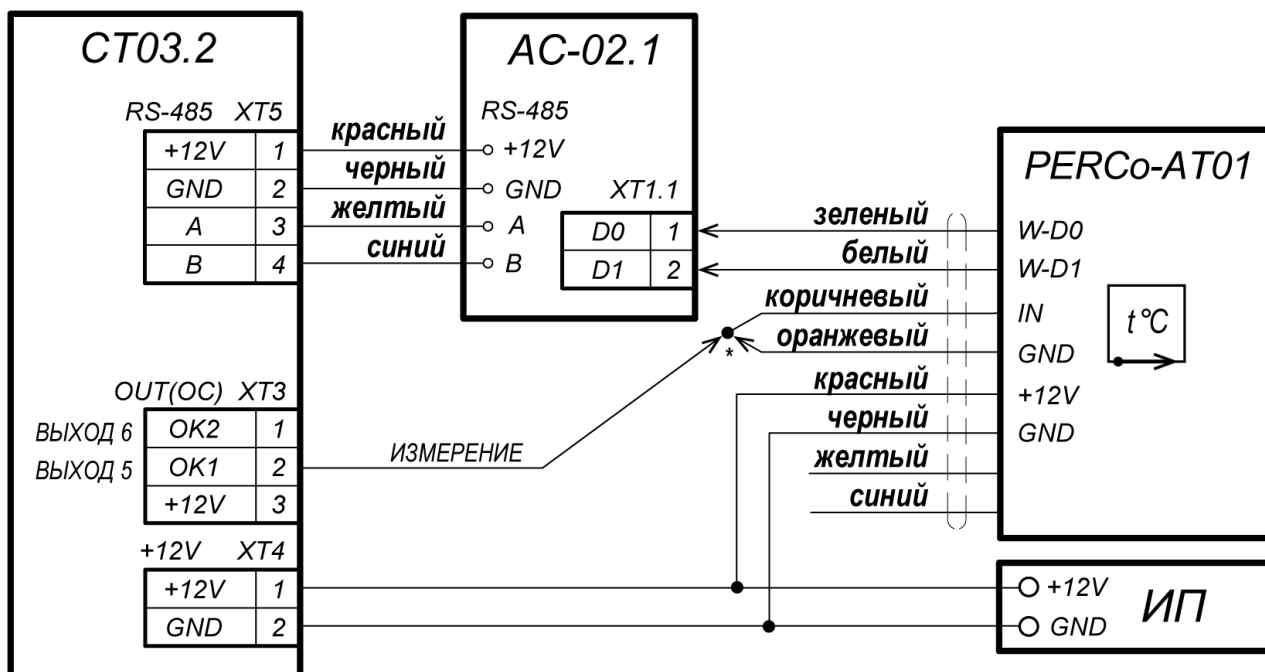 CT03.2
RS-485 XT5
+12V 1
GND 2
A 3
B 4
красный
черный
желтый
синий
AC-02.1
RS-485
+12V
GND
A
B
XT1.1
D0 1
D1 2
зеленый
белый
коричневый
оранжевый
*
красный
черный
желтый
синий
PERCo-AT01
W-D0
W-D1
IN
GND
+12V
GND
t°C
OUT(OC) XT3
ВЫХОД 6 OK2 1
ВЫХОД 5 OK1 2
+12V 3
ИЗМЕРЕНИЕ
+12V XT4
+12V 1
GND 2
+12V
GND
ИП